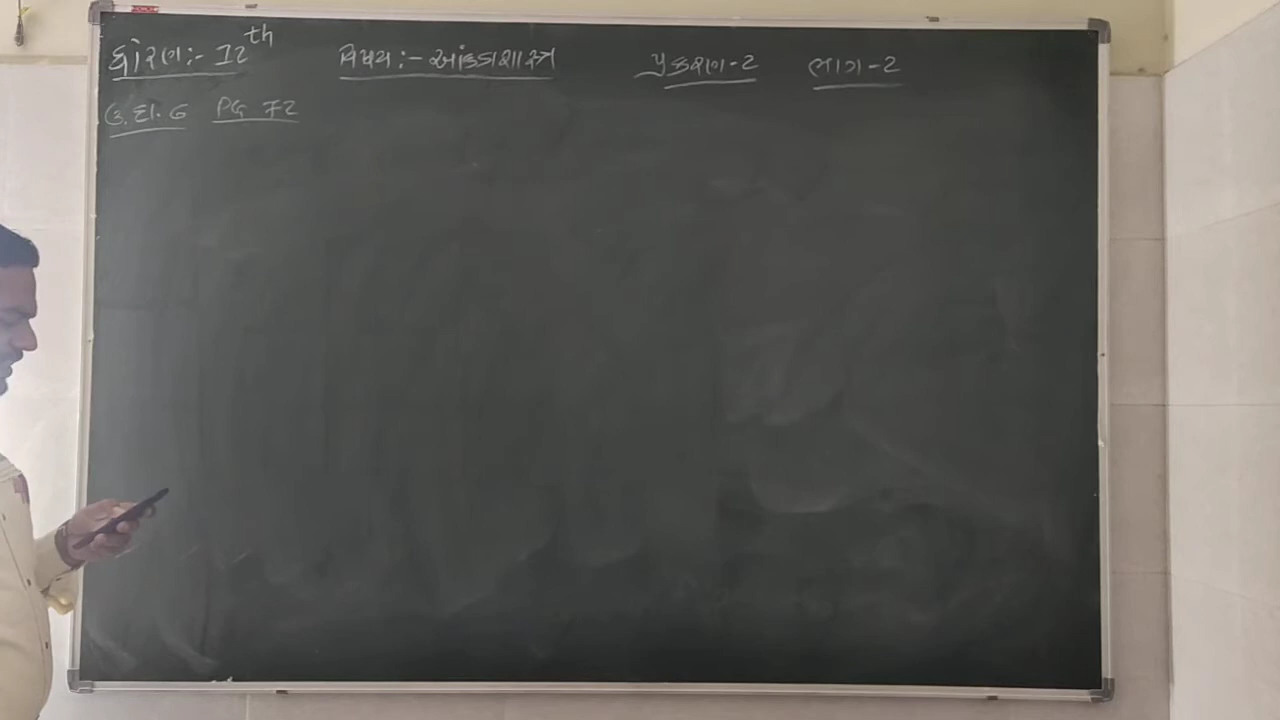 ધોરણ:- 12th વિષય:- આંકડાશાસ્ત્ર પ્રકરણ-2 ભાગ-2
ઉ.દા. 6 PG 72